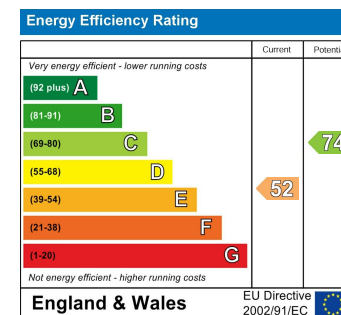 Energy Efficiency Rating
Current Potentia
Very energy efficient - lower running costs
(92 plus) A
(81-91) B
(69-80) C
74
(55-68) D
(39-54) E
52
(21-38) F
(1-20) G
Not energy efficient - higher running costs
England & Wales
EU Directive
2002/91/EC